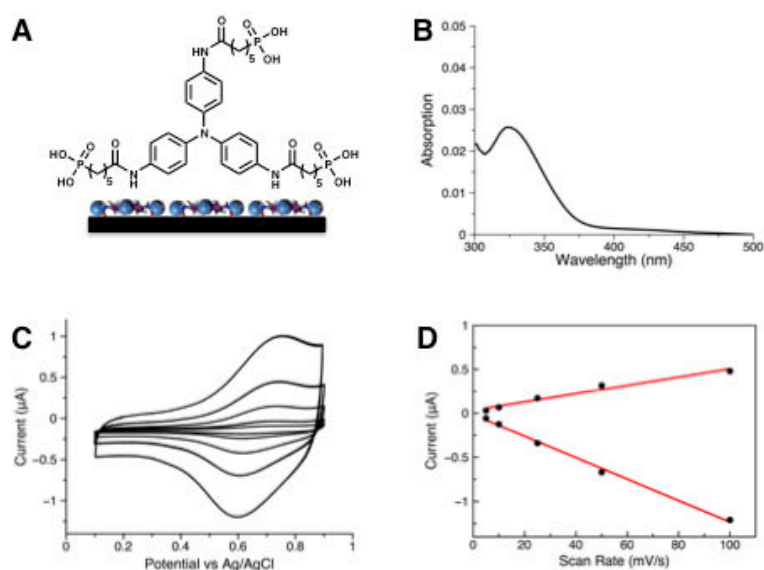 A
O
HN
5
O
P
OH
OH
N
HO
O
P
HO
5
O
N
H
N
H
O
5
O
P
OH
OH
B
0.05
0.04
0.03
0.02
0.01
0
Absorption
300
350
400
450
500
Wavelength (nm)
C
1
0.5
0
−0.5
−1
Current (µA)
0
0.2
0.4
0.6
0.8
1
Potential vs Ag/AgCl
D
1
0.5
0
−0.5
−1
Current (µA)
0
20
40
60
80
100
Scan Rate (mV/s)